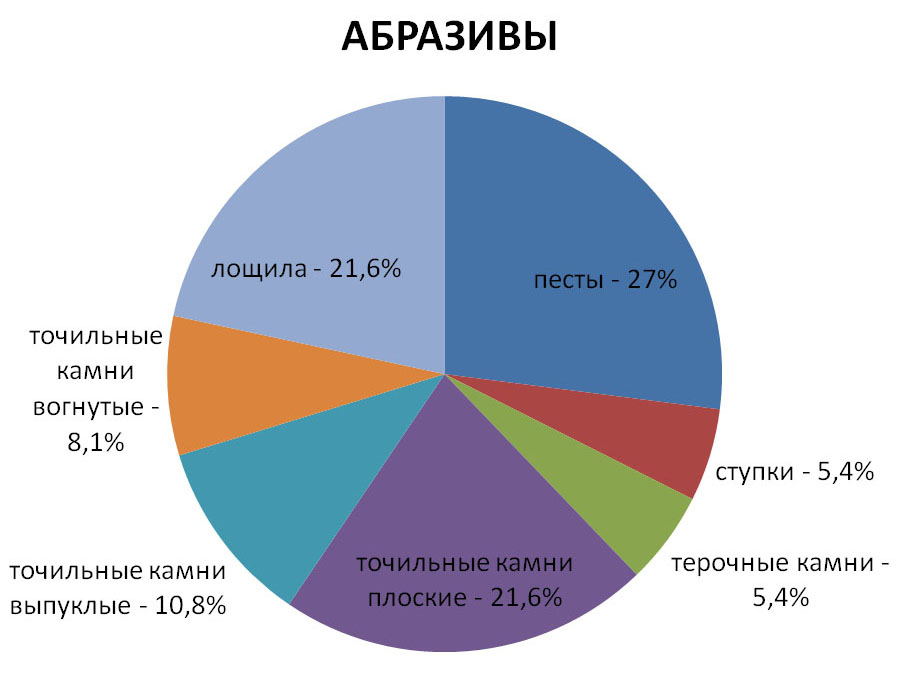 АБРАЗИВЫ
лощила - 21,6%
песты - 27%
точильные
камни
вогнутые -
8,1%
ступки - 5,4%
точильные камни
выпуклые - 10,8%
точильные камни
плоские - 21,6%
терочные камни -
5,4%